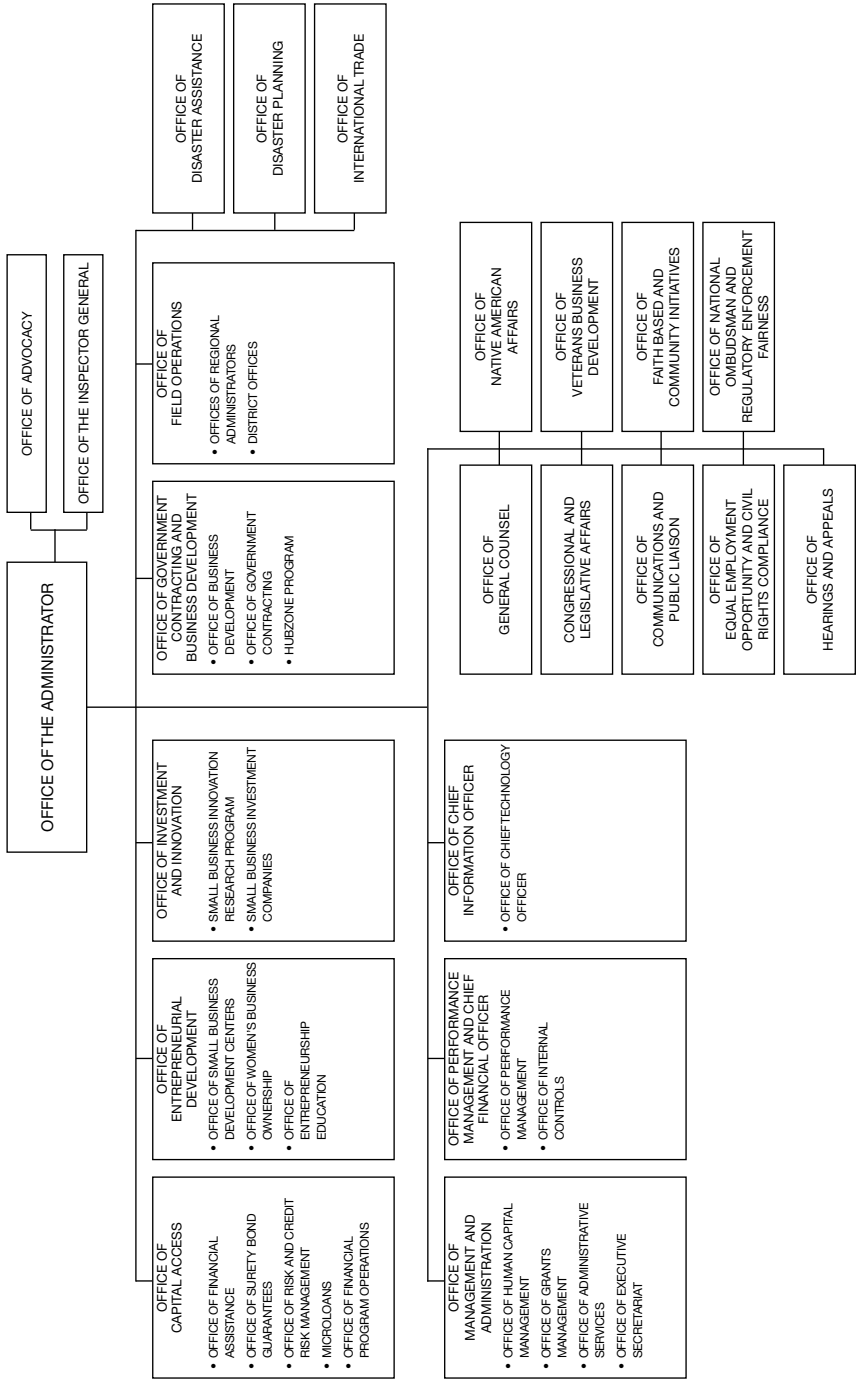 OFFICE OF ADVOCACY
OFFICE OF THE INSPECTOR GENERAL
OFFICE OF THE ADMINISTRATOR
OFFICE OF
CAPITAL ACCESS
• OFFICE OF FINANCIAL
ASSISTANCE
• OFFICE OF SURETY BOND
GUARANTEES
• OFFICE OF RISK AND CREDIT
RISK MANAGEMENT
• MICROLOANS
• OFFICE OF FINANCIAL
PROGRAM OPERATIONS
OFFICE OF
ENTREPRENEURIAL
DEVELOPMENT
• OFFICE OF SMALL BUSINESS
DEVELOPMENT CENTERS
• OFFICE OF WOMEN'S BUSINESS
OWNERSHIP
• OFFICE OF
ENTREPRENEURSHIP
EDUCATION
OFFICE OF INVESTMENT
AND INNOVATION
• SMALL BUSINESS INNOVATION
RESEARCH PROGRAM
• SMALL BUSINESS INVESTMENT
COMPANIES
OFFICE OF GOVERNMENT
CONTRACTING AND
BUSINESS DEVELOPMENT
• OFFICE OF BUSINESS
DEVELOPMENT
• OFFICE OF GOVERNMENT
CONTRACTING
• HUBZONE PROGRAM
OFFICE OF
FIELD OPERATIONS
• OFFICES OF REGIONAL
ADMINISTRATORS
• DISTRICT OFFICES
OFFICE OF
DISASTER ASSISTANCE
OFFICE OF
DISASTER PLANNING
OFFICE OF
INTERNATIONAL TRADE
OFFICE OF
MANAGEMENT AND
ADMINISTRATION
• OFFICE OF HUMAN CAPITAL
MANAGEMENT
• OFFICE OF GRANTS
MANAGEMENT
• OFFICE OF ADMINISTRATIVE
SERVICES
• OFFICE OF EXECUTIVE
SECRETARIAT
OFFICE OF PERFORMANCE
MANAGEMENT AND CHIEF
FINANCIAL OFFICER
• OFFICE OF PERFORMANCE
MANAGEMENT
• OFFICE OF INTERNAL
CONTROLS
OFFICE OF CHIEF
INFORMATION OFFICER
• OFFICE OF CHIEF TECHNOLOGY
OFFICER
OFFICE OF
GENERAL COUNSEL
OFFICE OF
NATIVE AMERICAN
AFFAIRS
CONGRESSIONAL AND
LEGISLATIVE AFFAIRS
OFFICE OF
VETERANS BUSINESS
DEVELOPMENT
OFFICE OF
COMMUNICATIONS AND
PUBLIC LIAISON
OFFICE OF
FAITH BASED AND
COMMUNITY INITIATIVES
OFFICE OF
EQUAL EMPLOYMENT
OPPORTUNITY AND CIVIL
RIGHTS COMPLIANCE
OFFICE OF NATIONAL
OMBUDSMAN AND
REGULATORY ENFORCEMENT
FAIRNESS
OFFICE OF
HEARINGS AND APPEALS